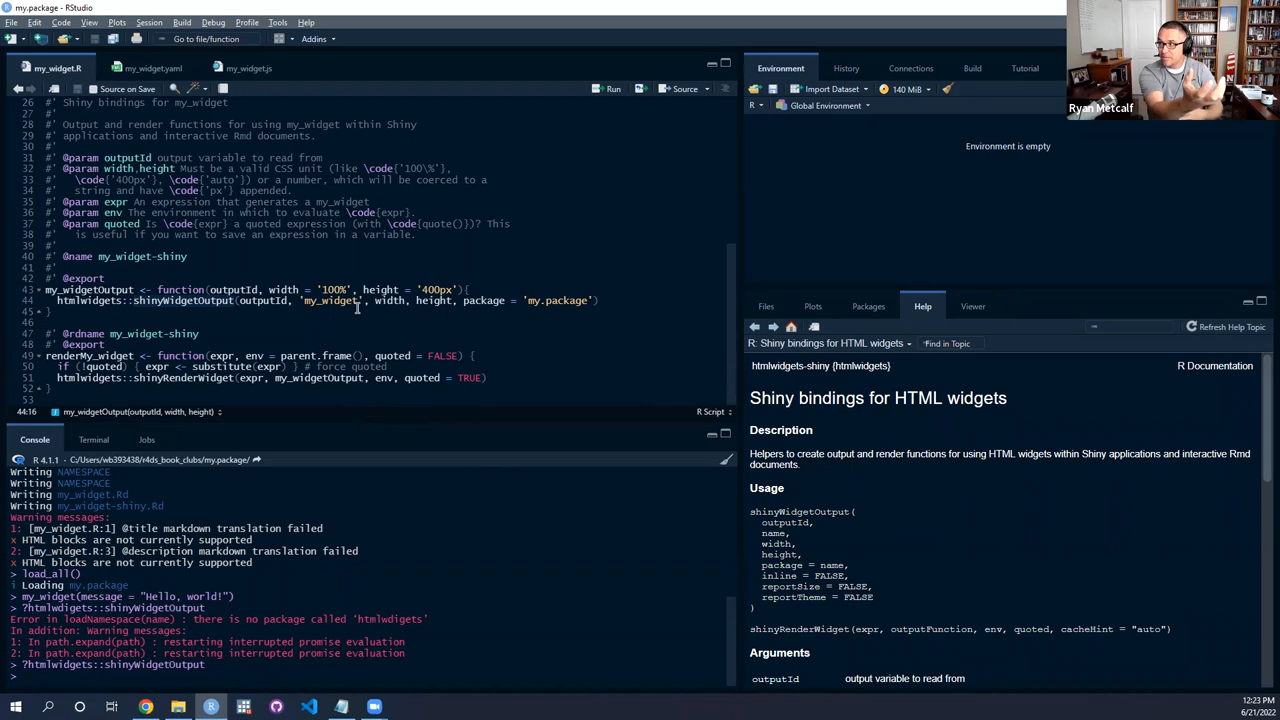 my.package - RStudio
File Edit Code View Plots Session Build Debug Profile Tools Help
Go to file/function Addins
my_widget.R my_widget.yaml my_widget.js
Source on Save Run Source
26 #' Shiny bindings for my_widget
27 #'
28 #' Output and render functions for using my_widget within Shiny
29 #' applications and interactive Rmd documents.
30 #'
31 #' @param outputId output variable to read from
32 #' @param width,height Must be a valid CSS unit (like \code{'100\%'},
33 #' \code{'400px'}, \code{'auto'}) or a number, which will be coerced to a
34 #' string and have \code{'px'} appended.
35 #' @param expr An expression that generates a my_widget
36 #' @param env The environment in which to evaluate \code{expr}.
37 #' @param quoted Is \code{expr} a quoted expression (with \code{quote()})? This
38 #' is useful if you want to save an expression in a variable.
39 #'
40 #' @name my_widget-shiny
41 #'
42 #' @export
43 my_widgetOutput <- function(outputId, width = '100%', height = '400px'){
44 htmlwidgets::shinyWidgetOutput(outputId, 'my_widget', width, height, package = 'my.package')
45 }
46
47 #' @rdname my_widget-shiny
48 #' @export
49 renderMy_widget <- function(expr, env = parent.frame(), quoted = FALSE) {
50 if (!quoted) { expr <- substitute(expr) } # force quoted
51 htmlwidgets::shinyRenderWidget(expr, my_widgetOutput, env, quoted = TRUE)
52 }
53
44:16 my_widgetOutput(outputId, width, height) R Script
Console Terminal Jobs
R 4.1.1 · C:/Users/wb393438/r4ds_book_clubs/my.package/
Writing NAMESPACE
Writing NAMESPACE
Writing my_widget.Rd
Writing my_widget-shiny.Rd
Warning messages:
1: [my_widget.R:1] @title markdown translation failed
x HTML blocks are not currently supported
2: [my_widget.R:3] @description markdown translation failed
x HTML blocks are not currently supported
> load_all()
i Loading my.package
> my_widget(message = "Hello, world!")
> ?htmlwdigets::shinyWidgetOutput
Error in loadNamespace(name) : there is no package called 'htmlwdigets'
In addition: Warning messages:
1: In path.expand(path) : restarting interrupted promise evaluation
2: In path.expand(path) : restarting interrupted promise evaluation
> ?htmlwidgets::shinyWidgetOutput
>
Environment History Connections Build Tutorial
Import Dataset 140 MiB
R Global Environment
Environment is empty
Ryan Metcalf
Files Plots Packages Help Viewer
Refresh Help Topic
R: Shiny bindings for HTML widgets Find in Topic
htmlwidgets-shiny {htmlwidgets} R Documentation
Shiny bindings for HTML widgets
Description
Helpers to create output and render functions for using HTML widgets within Shiny applications and interactive Rmd
documents.
Usage
shinyWidgetOutput(
outputId,
name,
width,
height,
package = name,
inline = FALSE,
reportSize = FALSE,
reportTheme = FALSE
)
shinyRenderWidget(expr, outputFunction, env, quoted, cacheHint = "auto")
Arguments
outputId output variable to read from
12:23 PM
6/21/2022